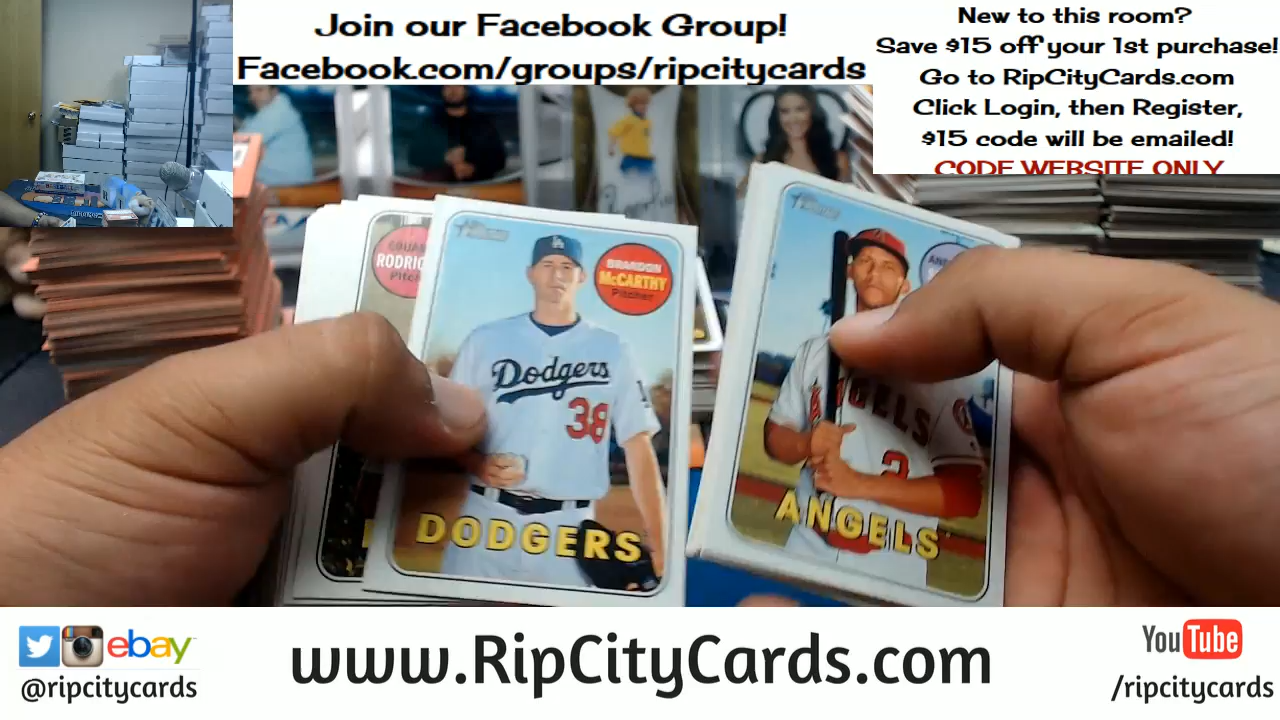 Join our Facebook Group!
Facebook.com/groups/ripcitycards
New to this room?
Save $15 off your 1st purchase!
Go to RipCityCards.com
Click Login, then Register,
$15 code will be emailed!
CODE WEBSITE ONLY
BRANDON
McCARTHY
Pitcher
Dodgers
38
DODGERS
ANGELS
2
ANGELS
ebay
@ripcitycards
www.RipCityCards.com
YouTube
/ripcitycards